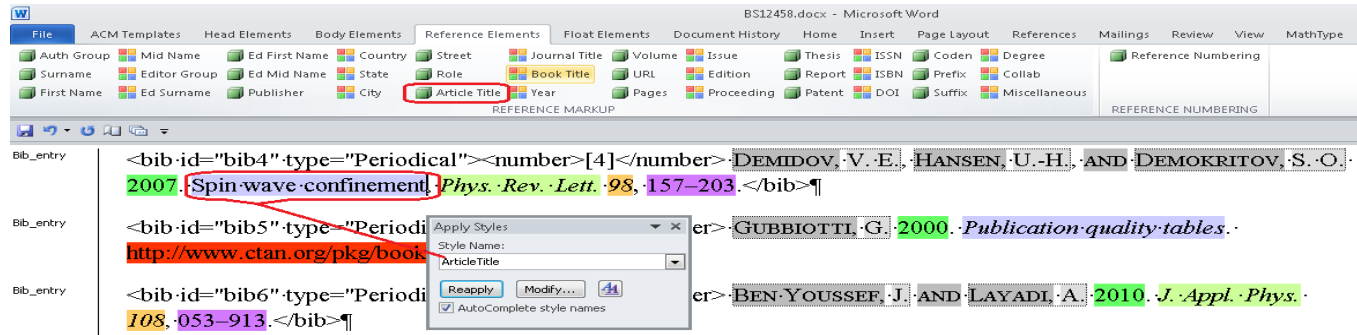 W BS12458.docx - Microsoft Word
File ACM Templates Head Elements Body Elements Reference Elements Float Elements Document History Home Insert Page Layout References Mailings Review View MathType
Auth Group Mid Name Ed First Name Country Street Journal Title Volume Issue Thesis ISSN Coden Degree Reference Numbering
Surname Editor Group Ed Mid Name State Role Book Title URL Edition Report ISBN Prefix Collab
First Name Ed Surname Publisher City Article Title Year Pages Proceeding Patent DOI Suffix Miscellaneous
REFERENCE MARKUP REFERENCE NUMBERING
Bib_entry <bib·id="bib4"·type="Periodical"><number>[4]</number>·DEMIDOV,·V.·E.,·HANSEN,·U.-H.,·AND·DEMOKRITOV,·S.·O.·
2007.·Spin·wave·confinement,·Phys.·Rev.·Lett.·98,·157–203.</bib>¶
Bib_entry <bib·id="bib5"·type="Periodi er>·GUBBIOTTI,·G.·2000.·Publication·quality·tables.·
http://www.ctan.org/pkg/book
Apply Styles
Style Name:
ArticleTitle
Reapply Modify...
AutoComplete style names
Bib_entry <bib·id="bib6"·type="Periodi er>·BEN·YOUSSEF,·J.·AND·LAYADI,·A.·2010.·J.·Appl.·Phys.·
108,·053–913.</bib>¶